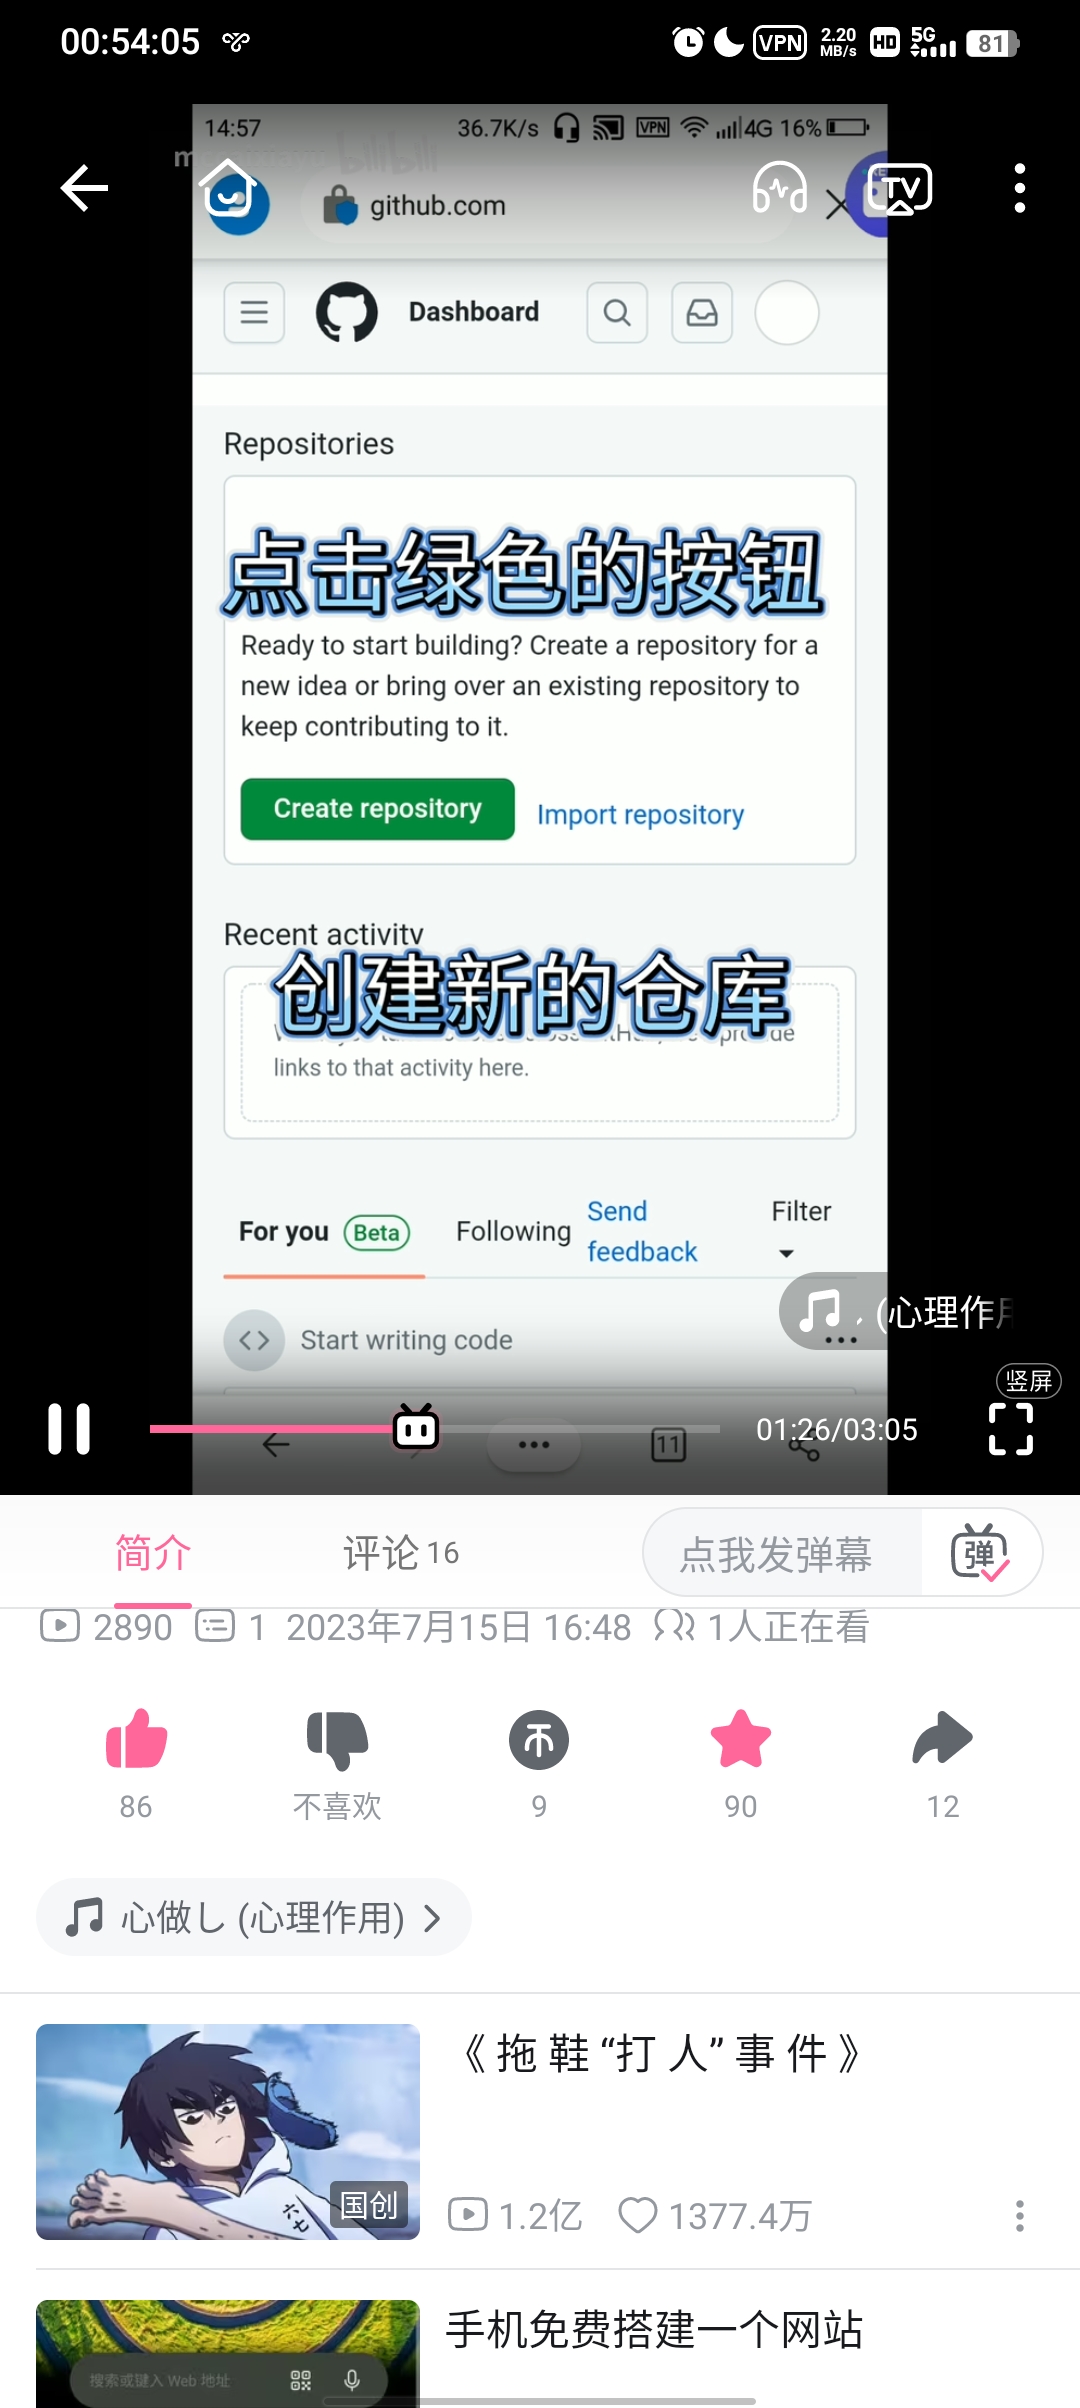 00:54:05
VPN 2.20 MB/s HD 5G 81
14:57 36.7K/s VPN 4G 16%
bilibili
github.com
TV
Dashboard
Repositories
点击绿色的按钮
Ready to start building? Create a repository for a
new idea or bring over an existing repository to
keep contributing to it.
Create repository Import repository
Recent activity
创建新的仓库
links to that activity here.
For you Beta Following Send feedback Filter
(心理作用
Start writing code
竖屏
01:26/03:05
11
简介 评论 16 点我发弹幕 弹
2890 1 2023年7月15日 16:48 1人正在看
86 不喜欢 9 90 12
心做し (心理作用)
《 拖 鞋 “打 人” 事 件 》
六七
国创
1.2亿 1377.4万
手机免费搭建一个网站
搜索或键入 Web 地址